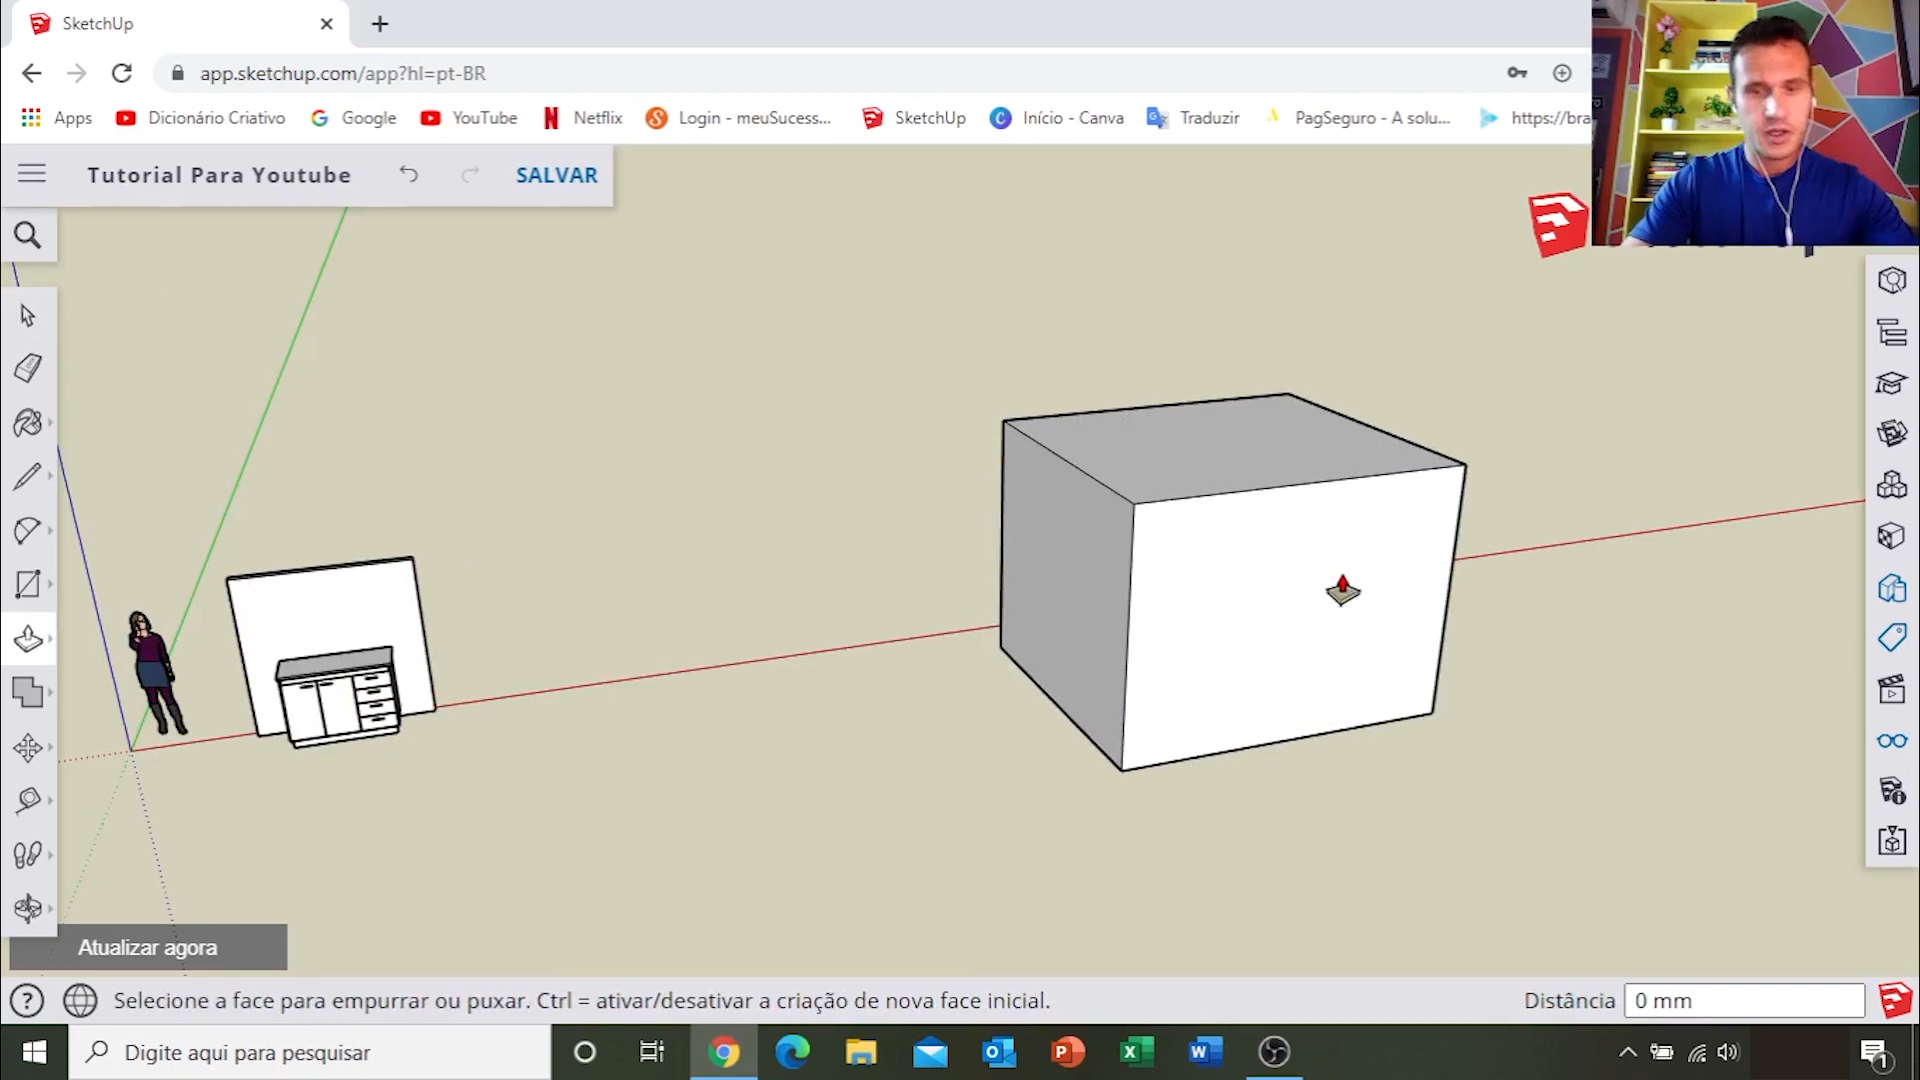 SketchUp
app.sketchup.com/app?hl=pt-BR
Apps Dicionário Criativo Google YouTube Netflix Login - meuSucess... SketchUp Início - Canva Traduzir PagSeguro - A solu... https://bra
Tutorial Para Youtube SALVAR
Atualizar agora
Selecione a face para empurrar ou puxar. Ctrl = ativar/desativar a criação de nova face inicial. Distância 0 mm
Digite aqui para pesquisar
1